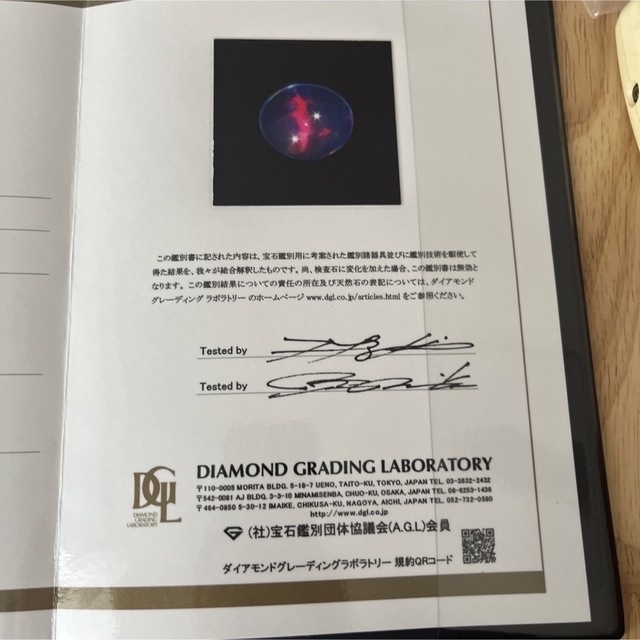 この鑑別書に記された内容は、宝石鑑別用に考案された鑑別諸器具並びに鑑別技術を駆使して
得た結果を、我々が総合解釈したものです。尚、検査石に変化を加えた場合、この鑑別書は無効と
なります。この鑑別結果についての責任の所在及び天然石の表記については、ダイアモンド
グレーディング ラボラトリー のホームページ www.dgl.co.jp/articles.html をご参照ください。
Tested by
Tested by
DIAMOND GRADING LABORATORY
〒110-0005 MORITA BLDG. 5-18-7 UENO, TAITO-KU, TOKYO, JAPAN TEL. 03-3832-2432
〒542-0081 AJ BLDG. 3-3-10 MINAMISENBA, CHUO-KU, OSAKA, JAPAN TEL. 06-6253-1436
〒464-0850 5-30-12 IMAIKE, CHIKUSA-KU, NAGOYA, AICHI, JAPAN TEL. 052-732-0590
http://www.dgl.co.jp
DGL
DIAMOND
GRADING
LABORATORY
(社)宝石鑑別団体協議会(A.G.L)会員
ダイアモンドグレーディングラボラトリー 規約QRコード